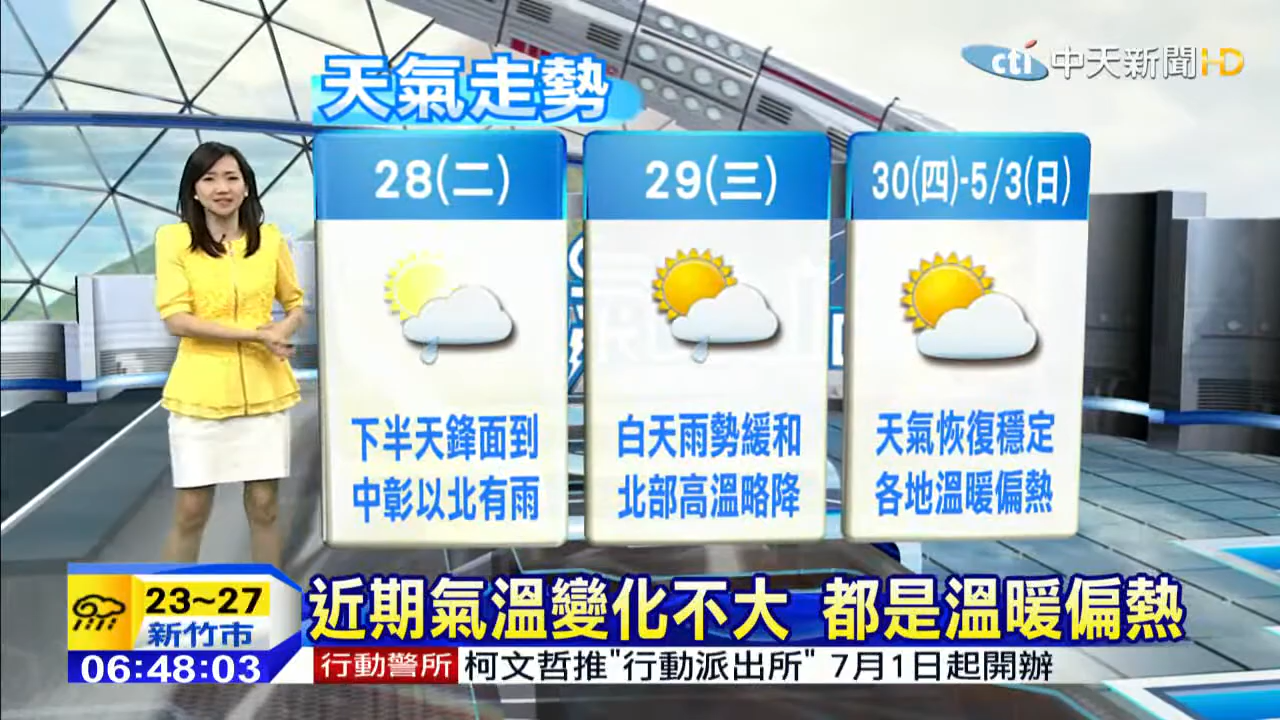 cti 中天新聞HD
天氣走勢
28(二)
下半天鋒面到
中彰以北有雨
29(三)
白天雨勢緩和
北部高溫略降
30(四)-5/3(日)
天氣恢復穩定
各地溫暖偏熱
23~27
新竹市
06:48:03
近期氣溫變化不大 都是溫暖偏熱
行動警所 柯文哲推"行動派出所" 7月1日起開辦